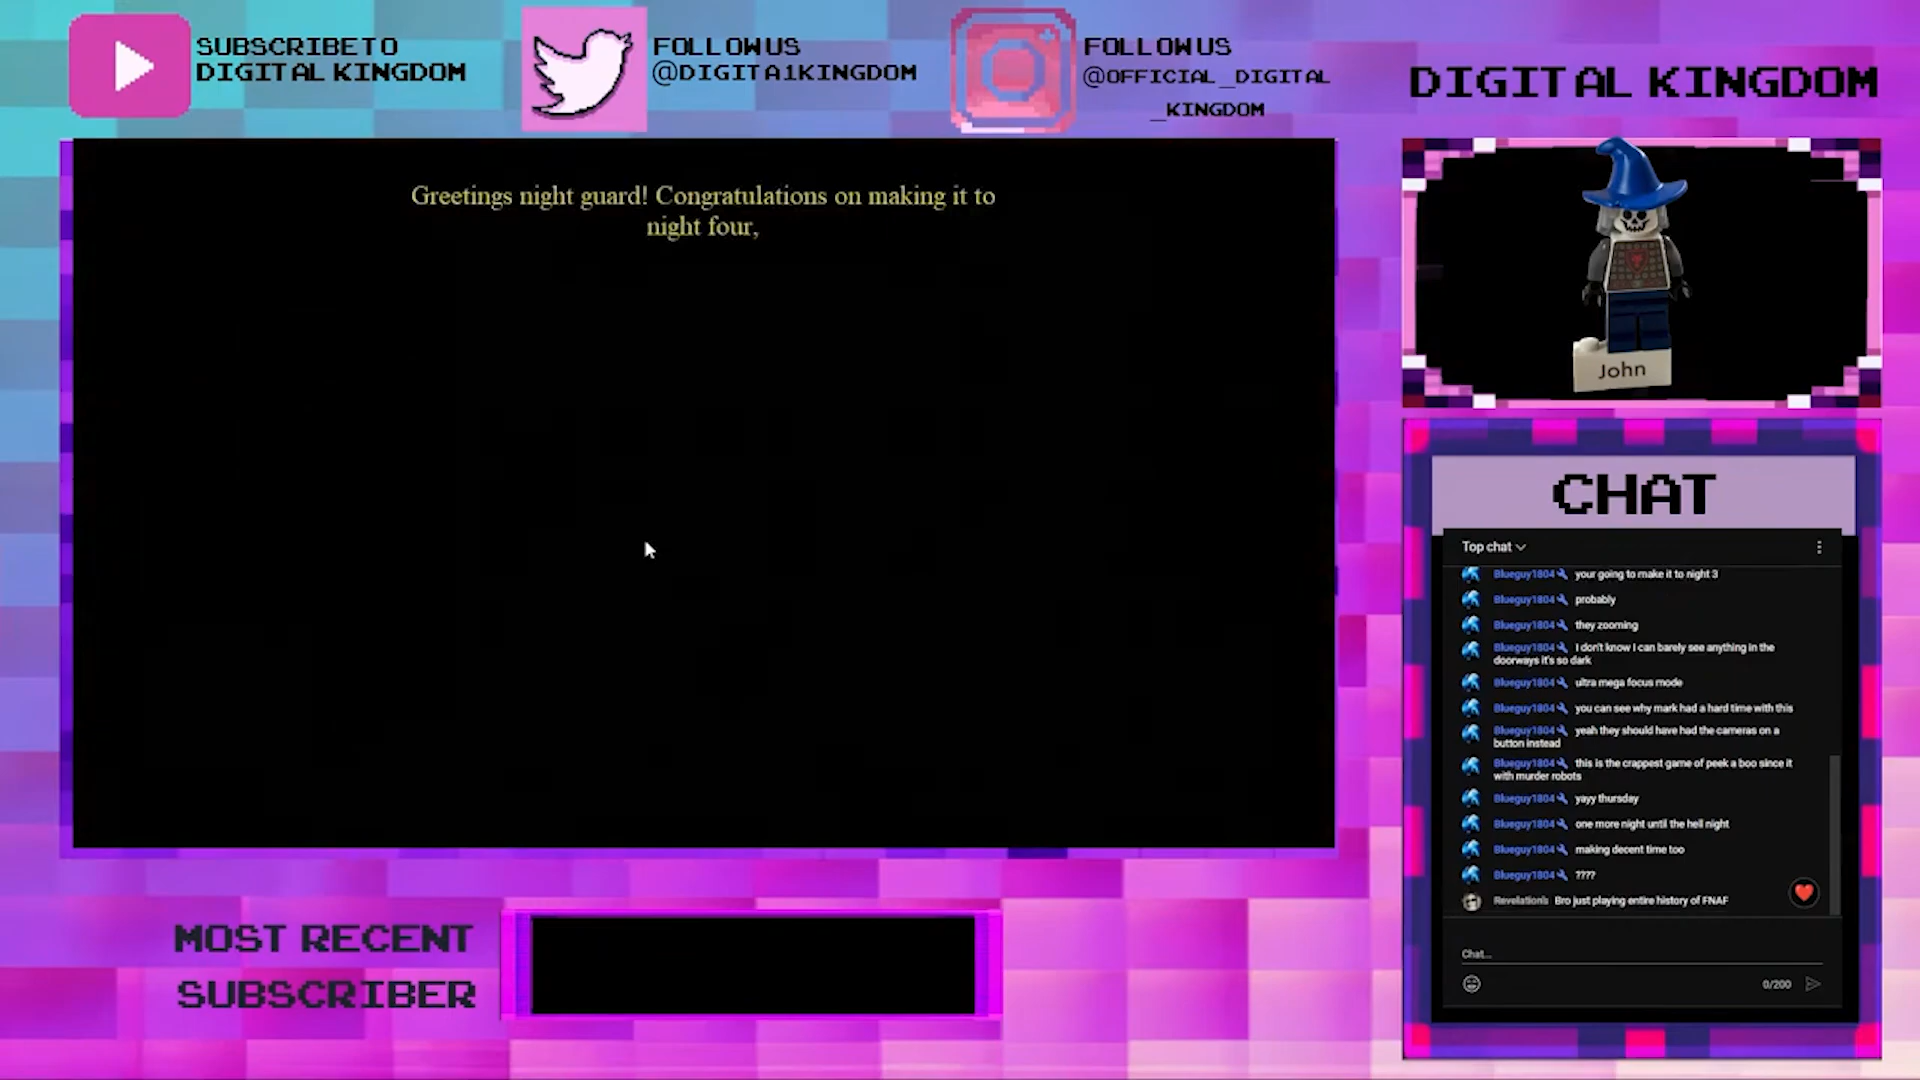 SUBSCRIBE TO
DIGITAL KINGDOM
FOLLOW US
@DIGITA1KINGDOM
FOLLOW US
@OFFICIAL_DIGITAL
_KINGDOM
DIGITAL KINGDOM
Greetings night guard! Congratulations on making it to
night four,
John
CHAT
Top chat
Blueguy1804 your going to make it to night 3
Blueguy1804 probably
Blueguy1804 they zooming
Blueguy1804 I don't know I can barely see anything in the
doorways it's so dark
Blueguy1804 ultra mega focus mode
Blueguy1804 you can see why mark had a hard time with this
Blueguy1804 yeah they should have had the cameras on a
button instead
Blueguy1804 this is the crappest game of peek a boo since it
with murder robots
Blueguy1804 yayy thursday
Blueguy1804 one more night until the hell night
Blueguy1804 making decent time too
Blueguy1804 ????
Revelation's Bro just playing entire history of FNAF
Chat...
0/200
MOST RECENT
SUBSCRIBER